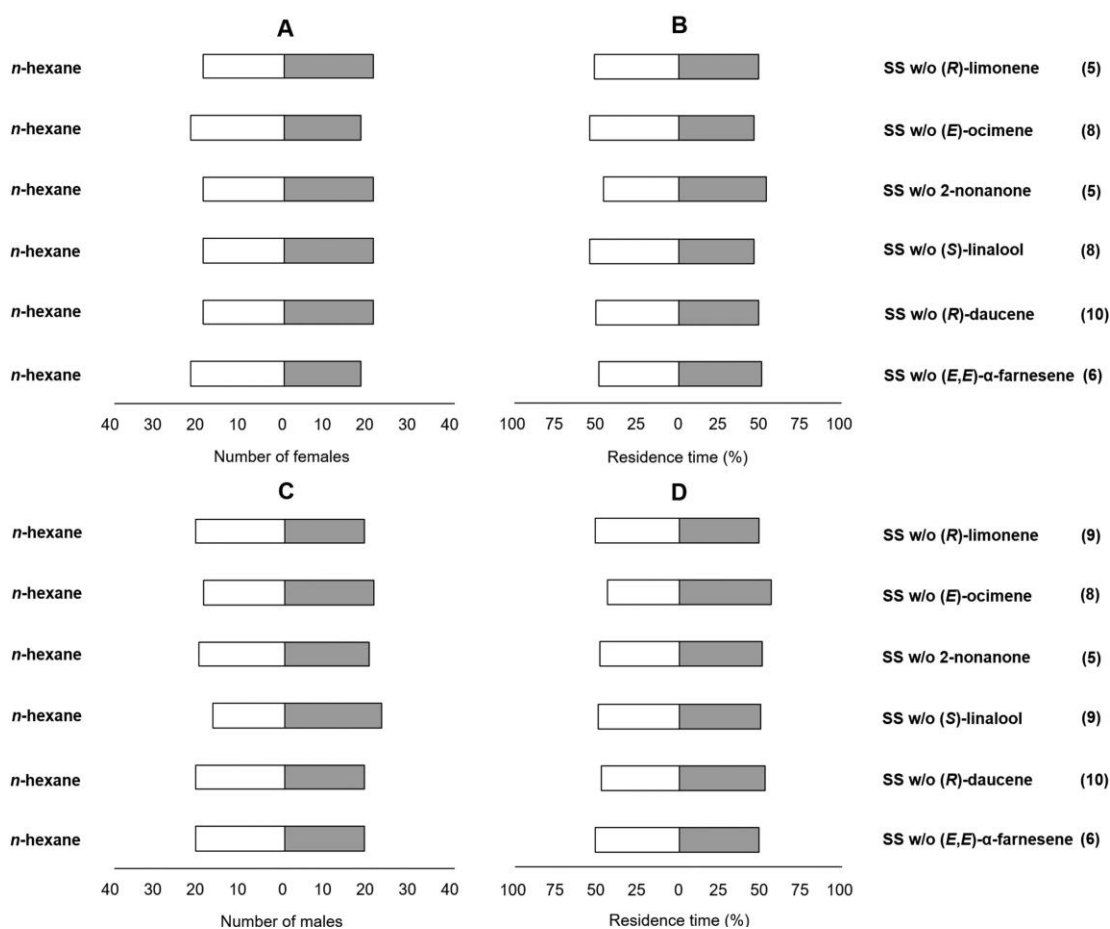 A B
n-hexane SS w/o (R)-limonene (5)
n-hexane SS w/o (E)-ocimene (8)
n-hexane SS w/o 2-nonanone (5)
n-hexane SS w/o (S)-linalool (8)
n-hexane SS w/o (R)-daucene (10)
n-hexane SS w/o (E,E)-α-farnesene (6)
40 30 20 10 0 10 20 30 40 100 75 50 25 0 25 50 75 100
Number of females Residence time (%)
C D
n-hexane SS w/o (R)-limonene (9)
n-hexane SS w/o (E)-ocimene (8)
n-hexane SS w/o 2-nonanone (5)
n-hexane SS w/o (S)-linalool (9)
n-hexane SS w/o (R)-daucene (10)
n-hexane SS w/o (E,E)-α-farnesene (6)
40 30 20 10 0 10 20 30 40 100 75 50 25 0 25 50 75 100
Number of males Residence time (%)